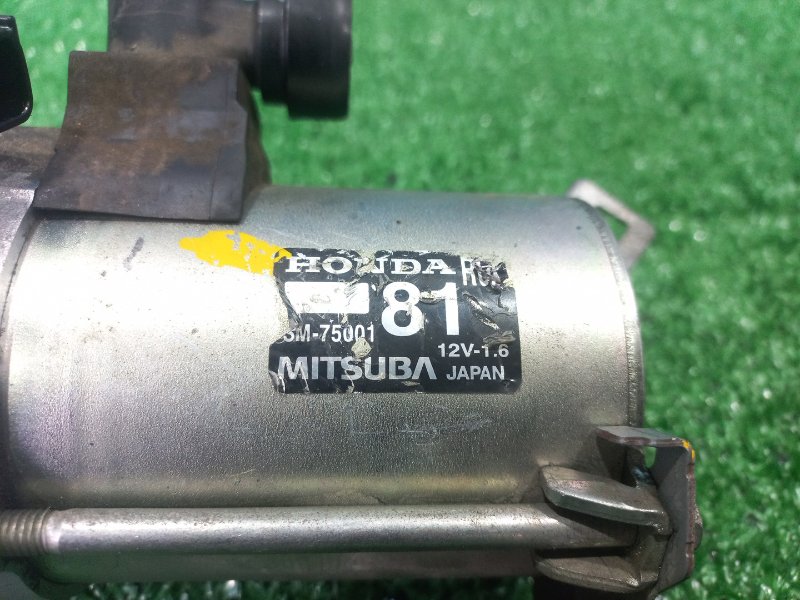 HONDA
81
SM-75001
12V-1.6
MITSUBA JAPAN